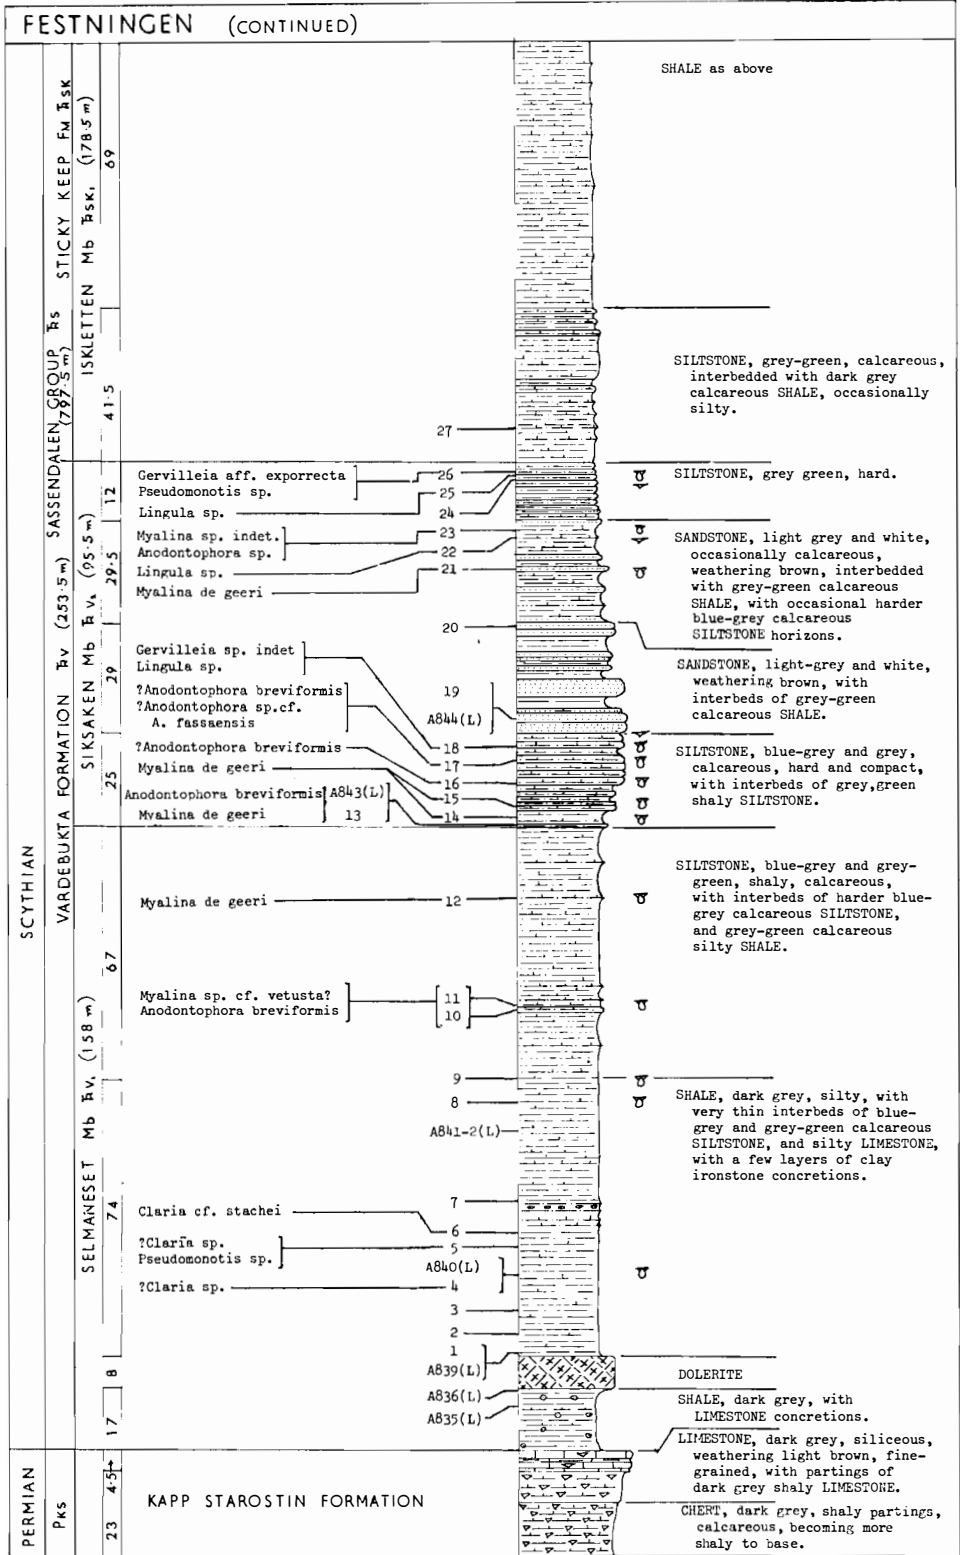 FESTNINGEN (CONTINUED)
SHALE as above
SCYTHIAN
PERMIAN
SASSENDALEN GROUP Ŧs
(797·5 m)
STICKY KEEP FM Ŧsk
VARDEBUKTA FORMATION Ŧv (253·5 m)
PKs
ISKLETTEN Mb Ŧsk, (178·5 m)
SIKSAKEN Mb Ŧv, (95·5 m)
SELMANESET Mb Ŧv, (158 m)
69
41·5
12
29·5
29
25
67
74
8
17
4·5
23
SILTSTONE, grey-green, calcareous,
interbedded with dark grey
calcareous SHALE, occasionally
silty.
27
Gervilleia aff. exporrecta
Pseudomonotis sp.
26
25
Lingula sp.
24
SILTSTONE, grey green, hard.
Myalina sp. indet.
Anodontophora sp.
23
22
Lingula sp.
21
Myalina de geeri
SANDSTONE, light grey and white,
occasionally calcareous,
weathering brown, interbedded
with grey-green calcareous
SHALE, with occasional harder
blue-grey calcareous
SILTSTONE horizons.
20
Gervilleia sp. indet
Lingula sp.
?Anodontophora breviformis
?Anodontophora sp.cf.
A. fassaensis
19
A844(L)
SANDSTONE, light-grey and white,
weathering brown, with
interbeds of grey-green
calcareous SHALE.
?Anodontophora breviformis
18
17
Myalina de geeri
16
15
Anodontophora breviformis
Myalina de geeri
A843(L)
13
14
SILTSTONE, blue-grey and grey,
calcareous, hard and compact,
with interbeds of grey,green
shaly SILTSTONE.
Myalina de geeri
12
SILTSTONE, blue-grey and grey-
green, shaly, calcareous,
with interbeds of harder blue-
grey calcareous SILTSTONE,
and grey-green calcareous
silty SHALE.
Myalina sp. cf. vetusta?
Anodontophora breviformis
11
10
9
8
A841-2(L)
SHALE, dark grey, silty, with
very thin interbeds of blue-
grey and grey-green calcareous
SILTSTONE, and silty LIMESTONE,
with a few layers of clay
ironstone concretions.
7
Claria cf. stachei
6
?Claria sp.
Pseudomonotis sp.
5
A840(L)
?Claria sp.
4
3
2
1
A839(L)
DOLERITE
A836(L)
A835(L)
SHALE, dark grey, with
LIMESTONE concretions.
LIMESTONE, dark grey, siliceous,
weathering light brown, fine-
grained, with partings of
dark grey shaly LIMESTONE.
KAPP STAROSTIN FORMATION
CHERT, dark grey, shaly partings,
calcareous, becoming more
shaly to base.